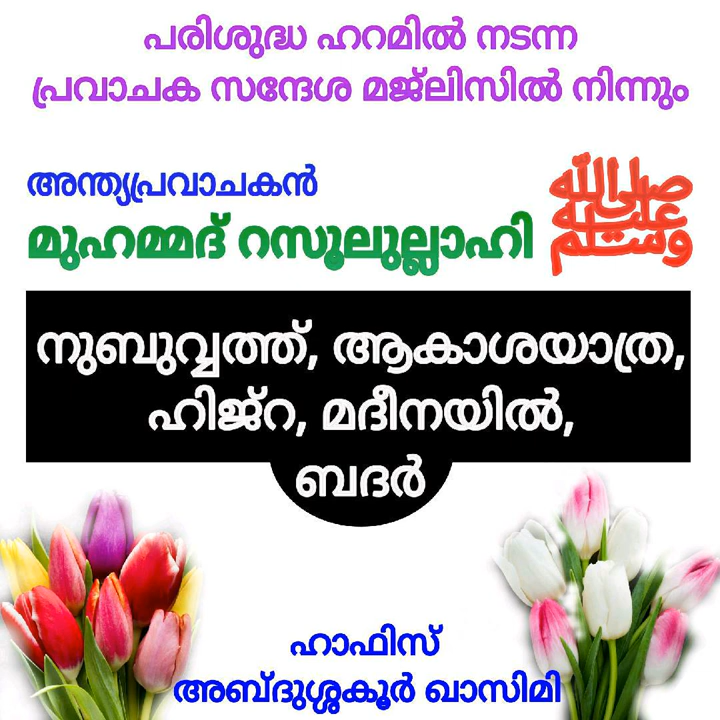 പരിശുദ്ധ ഹറമിൽ നടന്ന
പ്രവാചക സന്ദേശ മജ്ലിസിൽ നിന്നും
അന്ത്യപ്രവാചകൻ
മുഹമ്മദ് റസൂലുല്ലാഹി
صلى الله عليه وسلم
നുബുവ്വത്ത്, ആകാശയാത്ര,
ഹിജ്റ, മദീനയിൽ,
ബദർ
ഹാഫിസ്
അബ്ദുശ്ശകൂർ ഖാസിമി